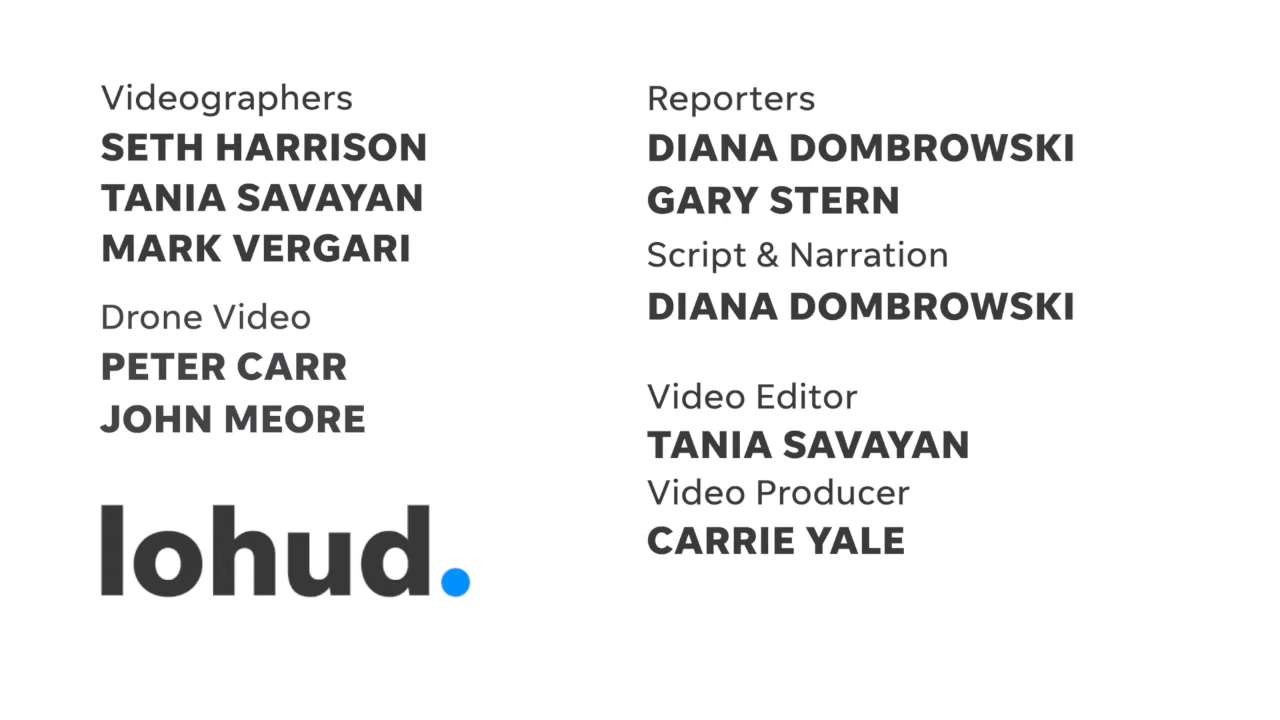 Videographers
SETH HARRISON
TANIA SAVAYAN
MARK VERGARI
Drone Video
PETER CARR
JOHN MEORE
lohud.
Reporters
DIANA DOMBROWSKI
GARY STERN
Script & Narration
DIANA DOMBROWSKI
Video Editor
TANIA SAVAYAN
Video Producer
CARRIE YALE